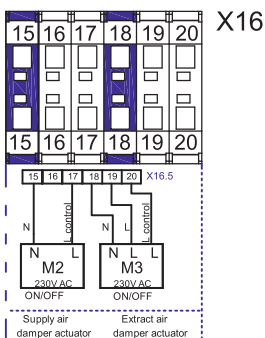 X16
15 16 17 18 19 20
15 16 17 18 19 20
15 16 17 18 19 20 X16.5
N L control N L L control
N L N L L
M2 M3
230V AC 230V AC
ON/OFF ON/OFF
Supply air Extract air
damper actuator damper actuator